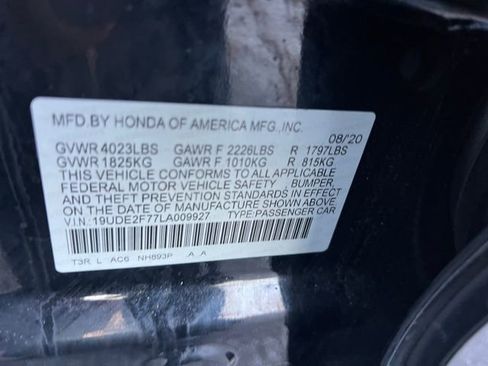 MFD.BY HONDA OF AMERICA MFG.,INC. 08/'20
GVWR 4023LBS GAWR F 2226LBS R 1797LBS
GVWR 1825KG GAWR F 1010KG R 815KG
THIS VEHICLE CONFORMS TO ALL APPLICABLE
FEDERAL MOTOR VEHICLE SAFETY, BUMPER,
AND THEFT PREVENTION STANDARDS IN EFFECT
ON THE DATE OF MANUFACTURE SHOWN ABOVE.
V.I.N: 19UDE2F77LA009927 TYPE:PASSENGER CAR
T3R L AC6 NH893P A A